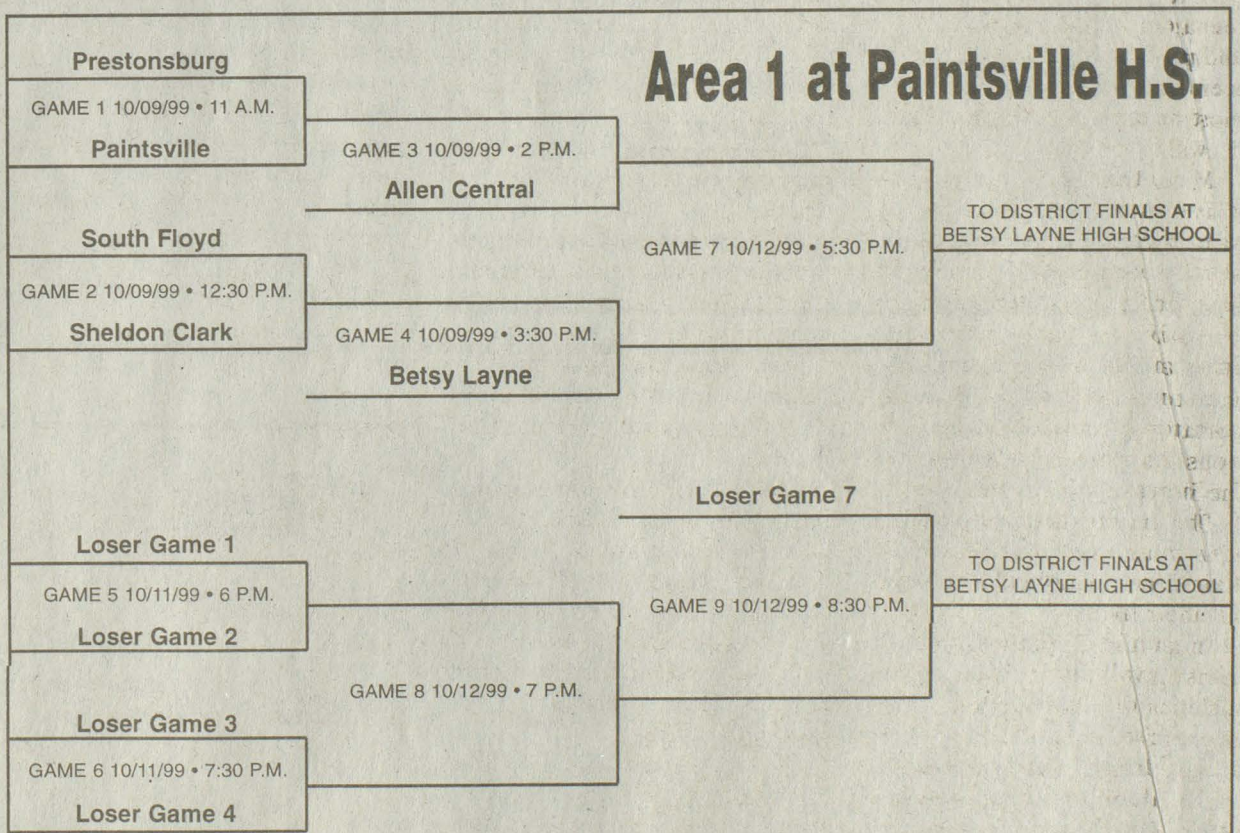 Area 1 at Paintsville H.S.
Prestonsburg
GAME 1 10/09/99 • 11 A.M.
Paintsville
GAME 3 10/09/99 • 2 P.M.
Allen Central
South Floyd
GAME 2 10/09/99 • 12:30 P.M.
Sheldon Clark
GAME 4 10/09/99 • 3:30 P.M.
Betsy Layne
GAME 7 10/12/99 • 5:30 P.M.
TO DISTRICT FINALS AT
BETSY LAYNE HIGH SCHOOL
Loser Game 1
GAME 5 10/11/99 • 6 P.M.
Loser Game 2
GAME 8 10/12/99 • 7 P.M.
Loser Game 3
GAME 6 10/11/99 • 7:30 P.M.
Loser Game 4
Loser Game 7
GAME 9 10/12/99 • 8:30 P.M.
TO DISTRICT FINALS AT
BETSY LAYNE HIGH SCHOOL